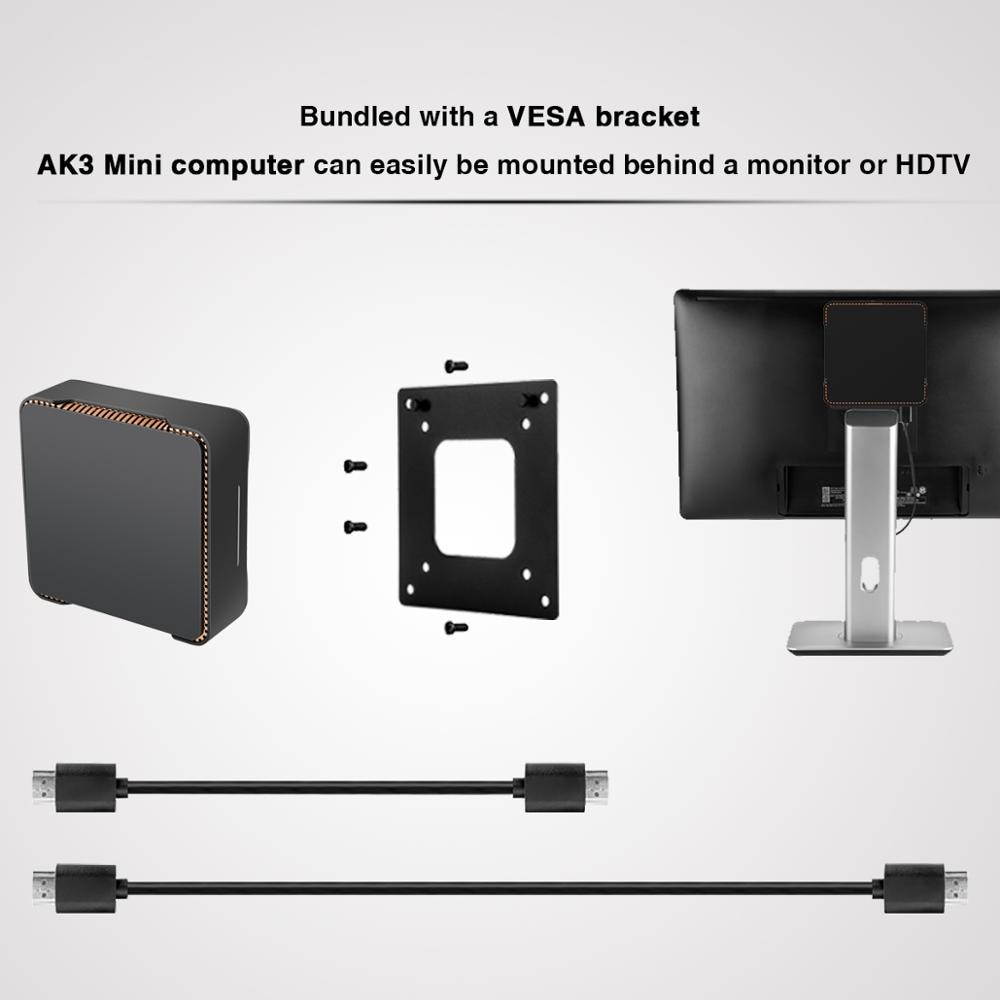 Bundled with a VESA bracket
AK3 Mini computer can easily be mounted behind a monitor or HDTV